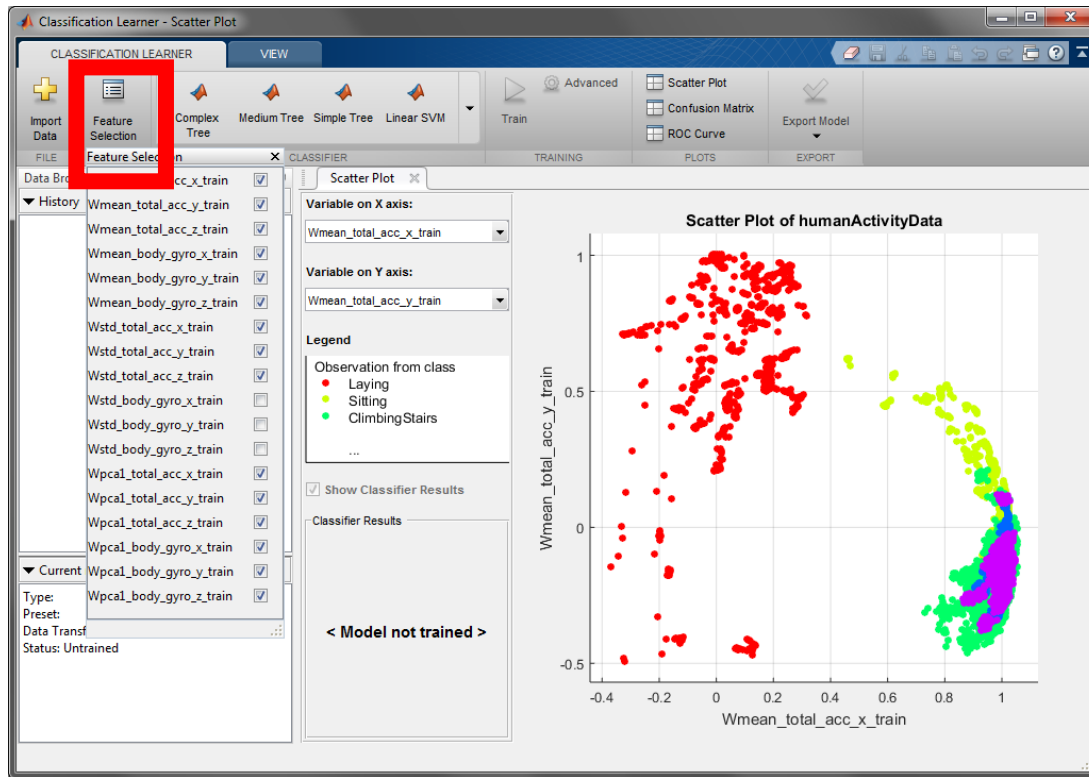 Classification Learner - Scatter Plot
CLASSIFICATION LEARNER
VIEW
Import Data
Feature Selection
Complex Tree
Medium Tree
Simple Tree
Linear SVM
Train
Advanced
Scatter Plot
Confusion Matrix
ROC Curve
Export Model
FILE
Feature Selection
CLASSIFIER
TRAINING
PLOTS
EXPORT
Data Bro
History
cc_x_train
Wmean_total_acc_y_train
Wmean_total_acc_z_train
Wmean_body_gyro_x_train
Wmean_body_gyro_y_train
Wmean_body_gyro_z_train
Wstd_total_acc_x_train
Wstd_total_acc_y_train
Wstd_total_acc_z_train
Wstd_body_gyro_x_train
Wstd_body_gyro_y_train
Wstd_body_gyro_z_train
Wpca1_total_acc_x_train
Wpca1_total_acc_y_train
Wpca1_total_acc_z_train
Wpca1_body_gyro_x_train
Wpca1_body_gyro_y_train
Wpca1_body_gyro_z_train
Current
Type:
Preset:
Data Transf
Status: Untrained
Scatter Plot
Variable on X axis:
Wmean_total_acc_x_train
Variable on Y axis:
Wmean_total_acc_y_train
Legend
Observation from class
Laying
Sitting
ClimbingStairs
...
Show Classifier Results
Classifier Results
< Model not trained >
Scatter Plot of humanActivityData
Wmean_total_acc_y_train
1
0.5
0
-0.5
-0.4
-0.2
0
0.2
0.4
0.6
0.8
1
Wmean_total_acc_x_train